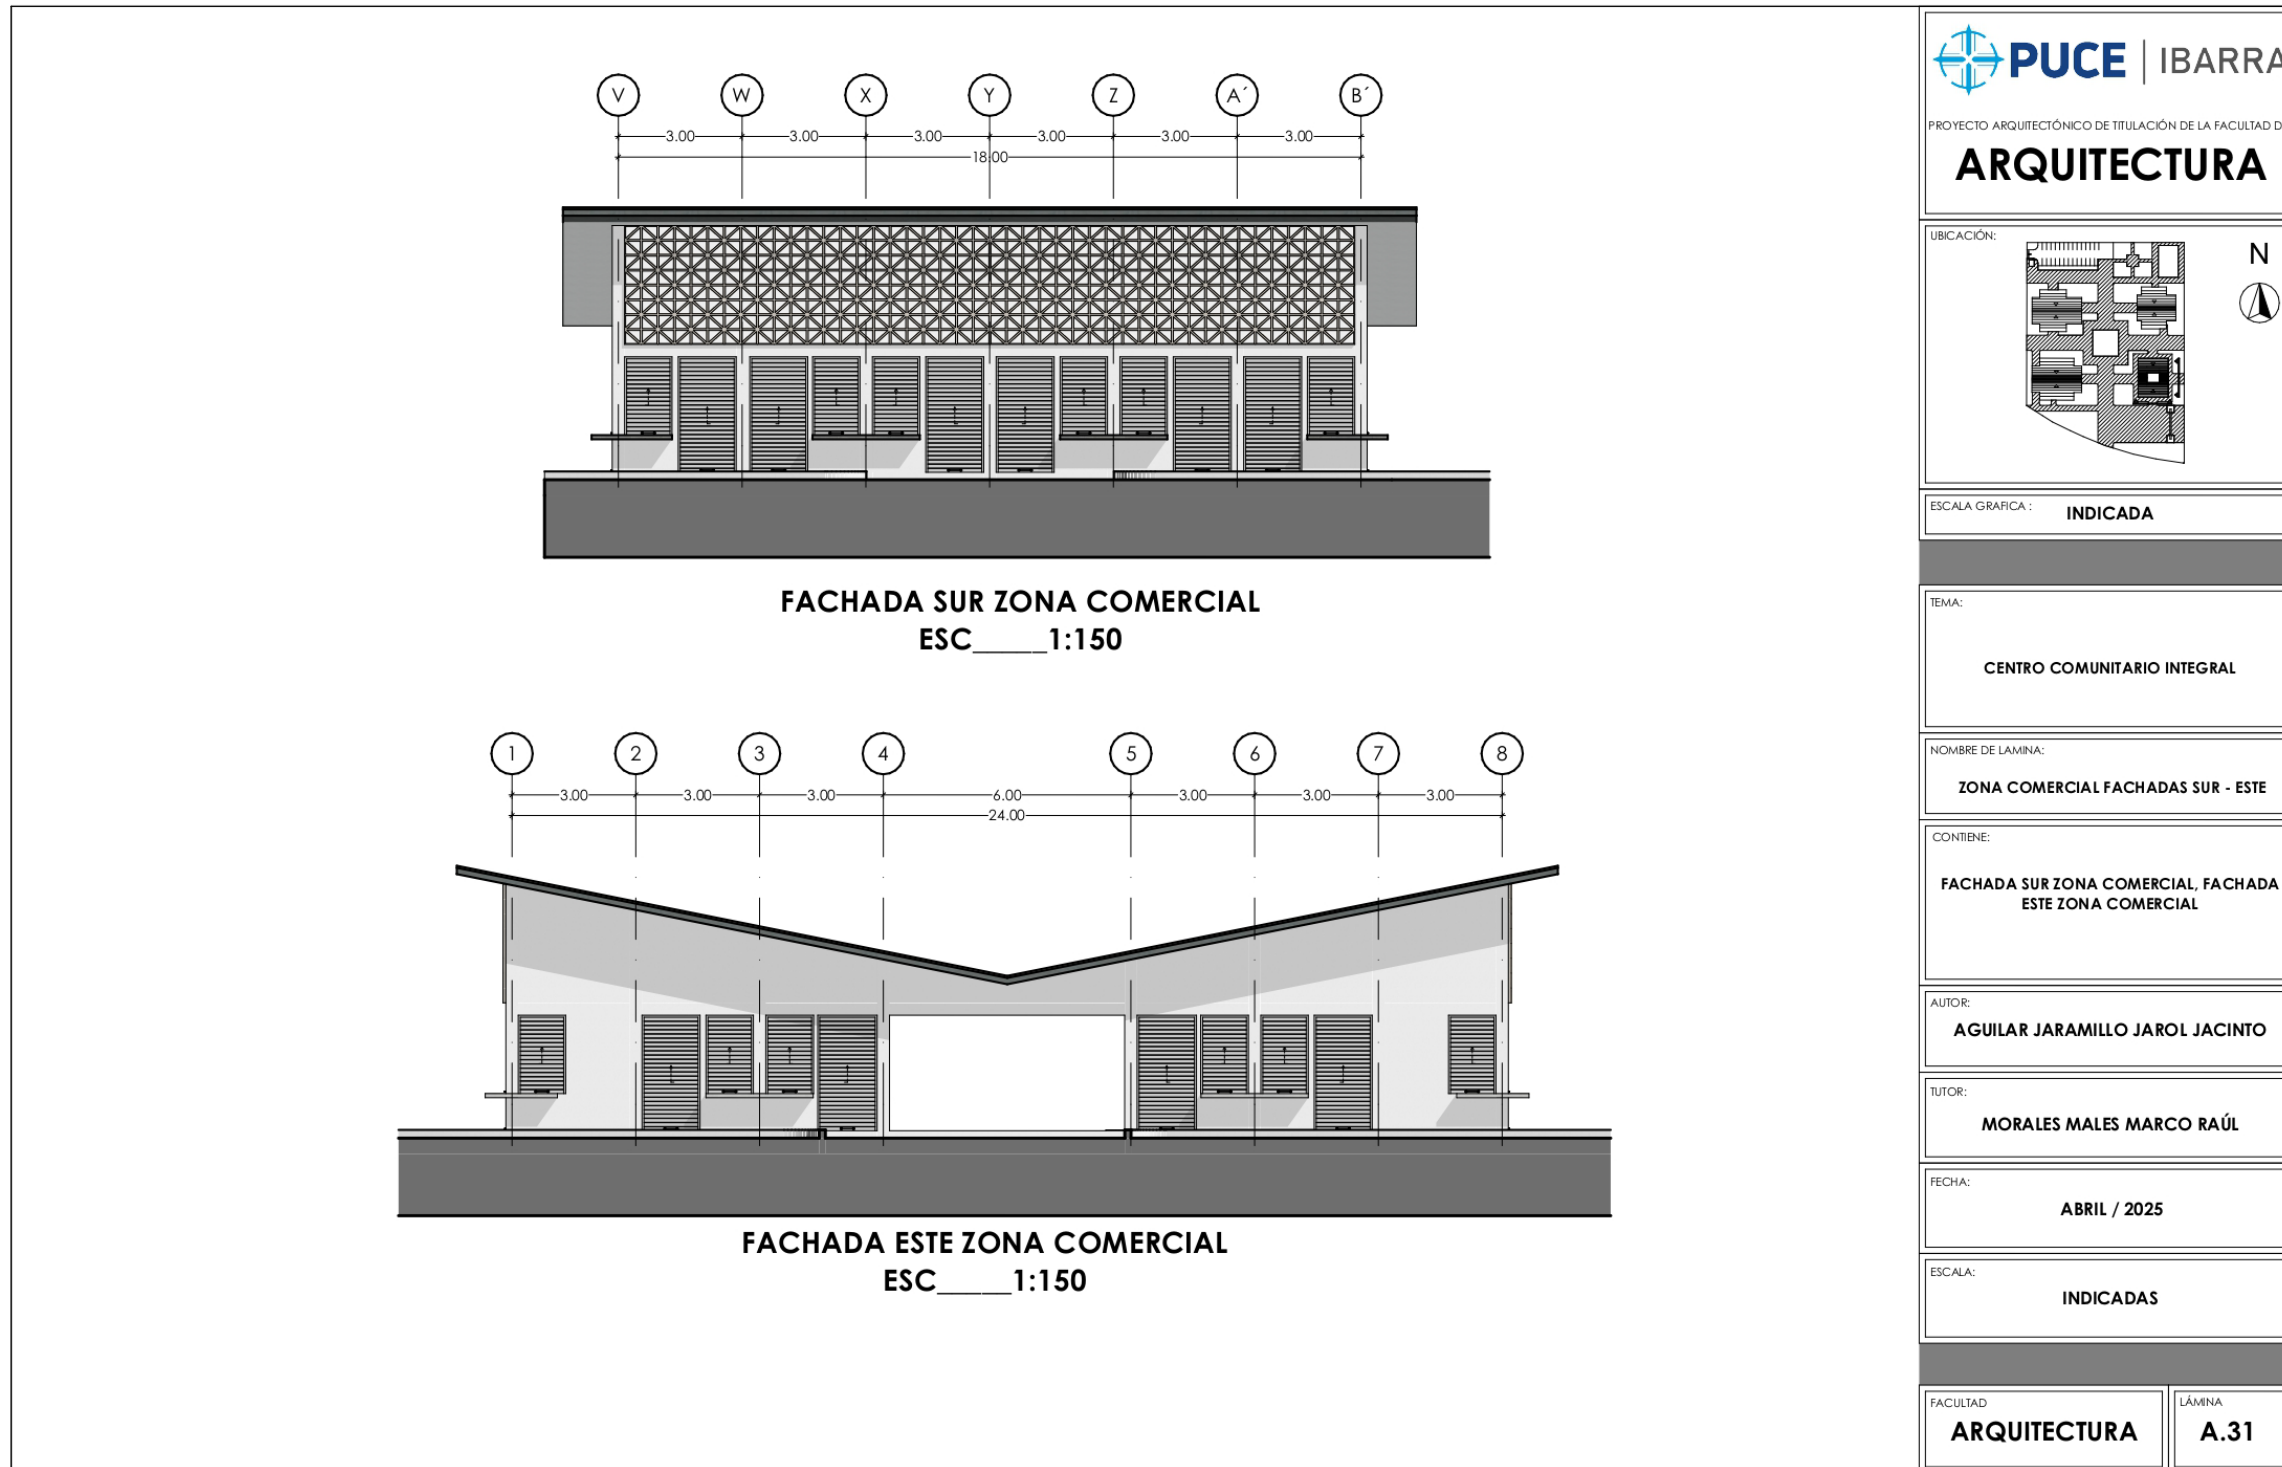 V W X Y Z A´ B´
3.00 3.00 3.00 3.00 3.00 3.00
18.00
FACHADA SUR ZONA COMERCIAL
ESC_____1:150
1 2 3 4 5 6 7 8
3.00 3.00 3.00 6.00 3.00 3.00 3.00
24.00
FACHADA ESTE ZONA COMERCIAL
ESC_____1:150
PUCE | IBARRA
PROYECTO ARQUITECTÓNICO DE TITULACIÓN DE LA FACULTAD D
ARQUITECTURA
UBICACIÓN:
N
ESCALA GRAFICA : INDICADA
TEMA:
CENTRO COMUNITARIO INTEGRAL
NOMBRE DE LAMINA:
ZONA COMERCIAL FACHADAS SUR - ESTE
CONTIENE:
FACHADA SUR ZONA COMERCIAL, FACHADA
ESTE ZONA COMERCIAL
AUTOR:
AGUILAR JARAMILLO JAROL JACINTO
TUTOR:
MORALES MALES MARCO RAÚL
FECHA:
ABRIL / 2025
ESCALA:
INDICADAS
FACULTAD
ARQUITECTURA
LÁMINA
A.31